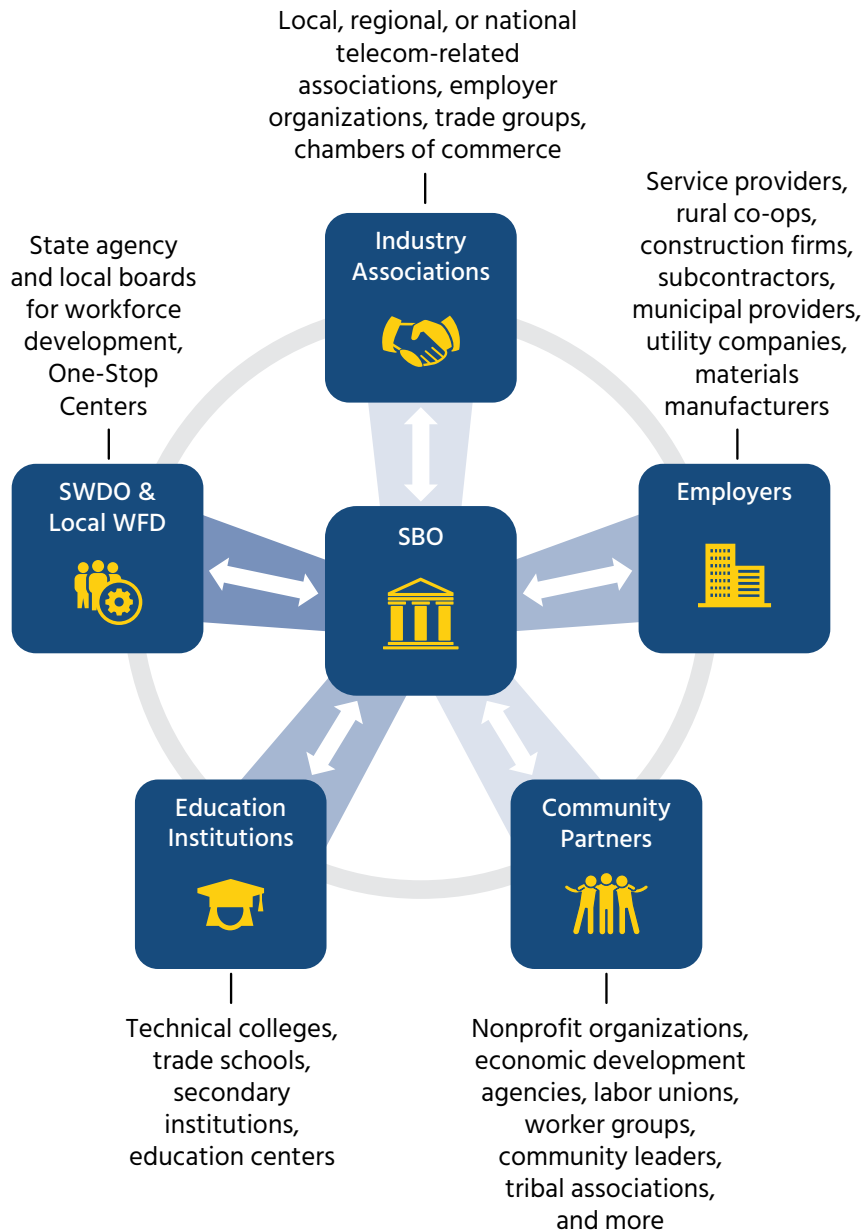 Local, regional, or national
telecom-related
associations, employer
organizations, trade groups,
chambers of commerce
Industry
Associations
Service providers,
rural co-ops,
construction firms,
subcontractors,
municipal providers,
utility companies,
materials
manufacturers
Employers
State agency
and local boards
for workforce
development,
One-Stop
Centers
SWDO &
Local WFD
SBO
Education
Institutions
Technical colleges,
trade schools,
secondary
institutions,
education centers
Community
Partners
Nonprofit organizations,
economic development
agencies, labor unions,
worker groups,
community leaders,
tribal associations,
and more